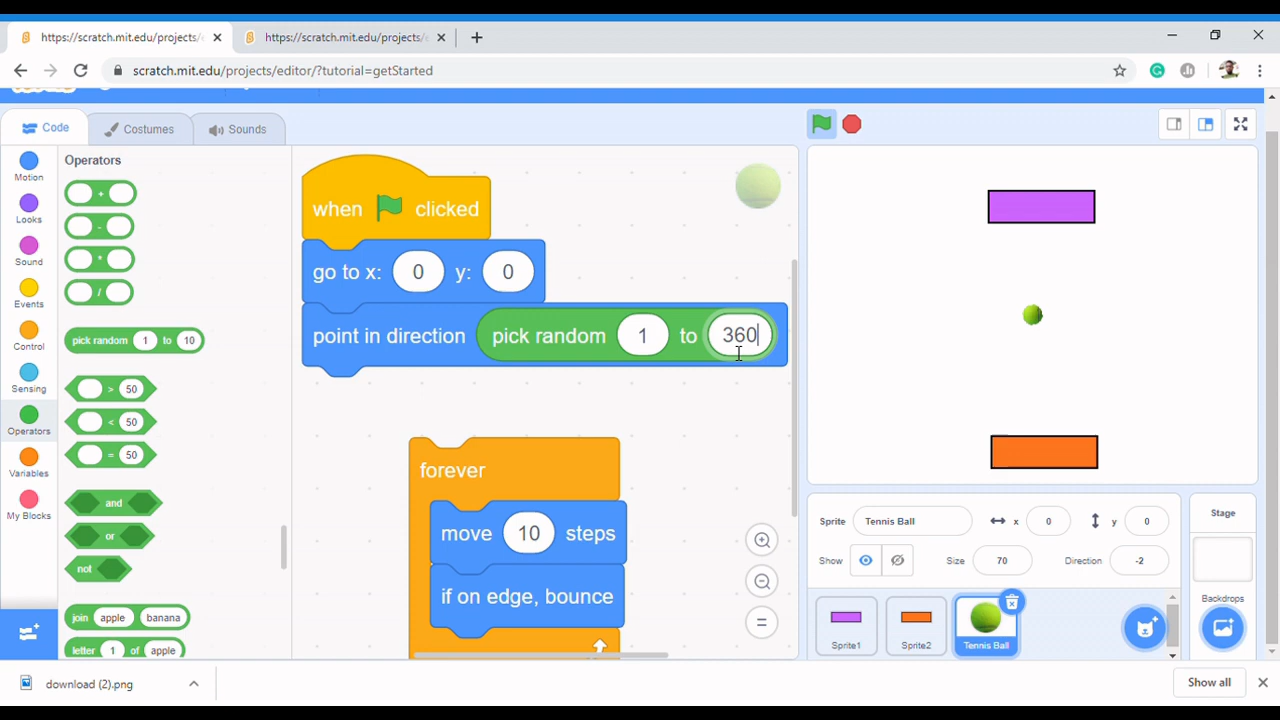 https://scratch.mit.edu/projects/
https://scratch.mit.edu/projects/
scratch.mit.edu/projects/editor/?tutorial=getStarted
Code
Costumes
Sounds
Motion
Looks
Sound
Events
Control
Sensing
Operators
Variables
My Blocks
Operators
+
-
*
/
pick random 1 to 10
> 50
< 50
= 50
and
or
not
join apple banana
letter 1 of apple
when clicked
go to x: 0 y: 0
point in direction pick random 1 to 360
forever
move 10 steps
if on edge, bounce
Sprite Tennis Ball x 0 y 0
Show Size 70 Direction -2
Sprite1
Sprite2
Tennis Ball
Stage
Backdrops
download (2).png
Show all